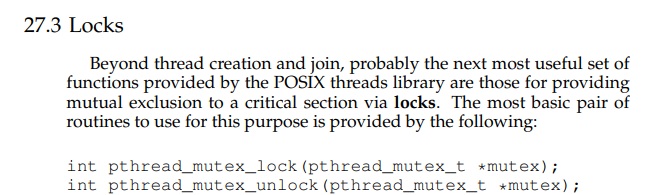 27.3 Locks
Beyond thread creation and join, probably the next most useful set of
functions provided by the POSIX threads library are those for providing
mutual exclusion to a critical section via locks. The most basic pair of
routines to use for this purpose is provided by the following:
int pthread_mutex_lock(pthread_mutex_t *mutex);
int pthread_mutex_unlock(pthread_mutex_t *mutex);